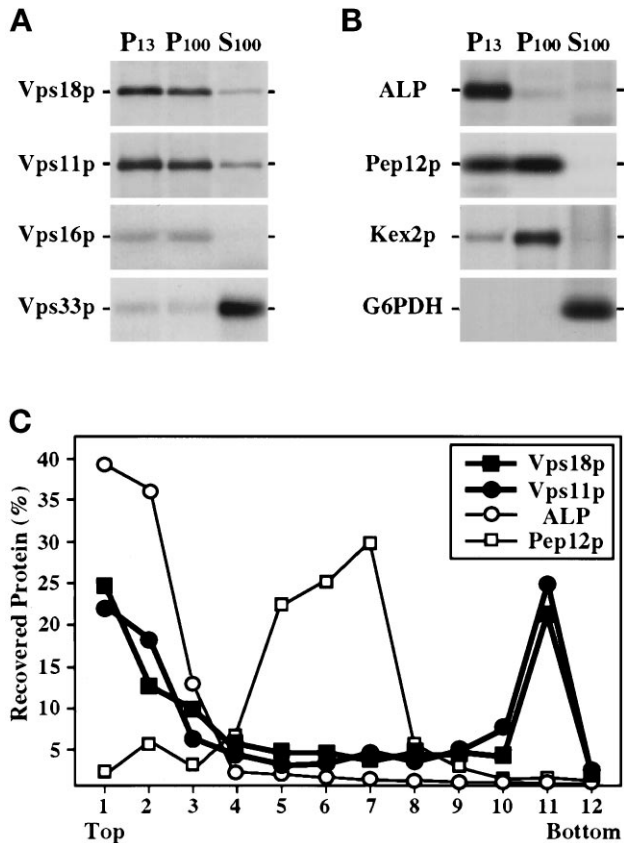 A
P13 P100 S100
Vps18p
Vps11p
Vps16p
Vps33p
B
P13 P100 S100
ALP
Pep12p
Kex2p
G6PDH
C
Recovered Protein (%)
40
35
30
25
20
15
10
5
Vps18p
Vps11p
ALP
Pep12p
1 2 3 4 5 6 7 8 9 10 11 12
Top Bottom